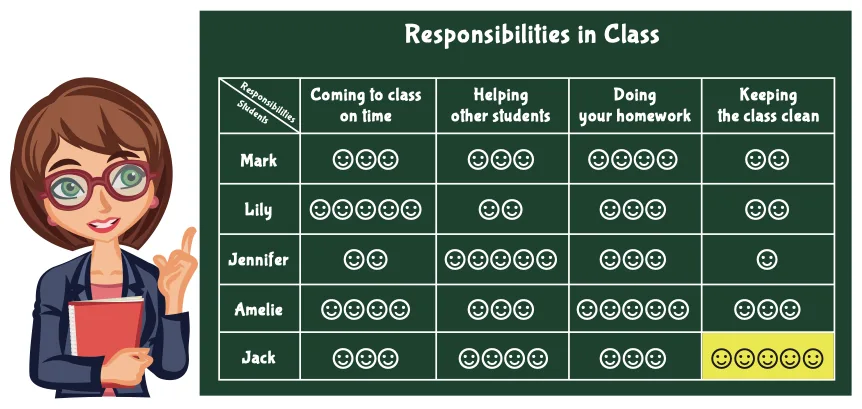 Responsibilities in Class
Responsibilities
Students
Coming to class
on time
Helping
other students
Doing
your homework
Keeping
the class clean
Mark
Lily
Jennifer
Amelie
Jack